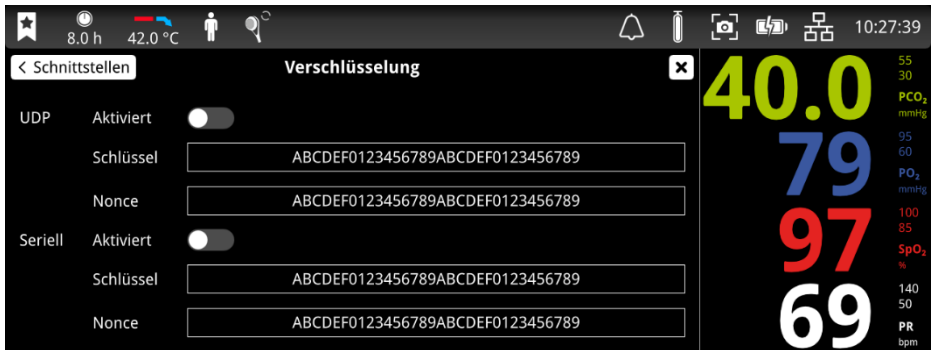 8.0 h 42.0 °C 10:27:39
< Schnittstellen Verschlüsselung
UDP Aktiviert
Schlüssel ABCDEF0123456789ABCDEF0123456789
Nonce ABCDEF0123456789ABCDEF0123456789
Seriell Aktiviert
Schlüssel ABCDEF0123456789ABCDEF0123456789
Nonce ABCDEF0123456789ABCDEF0123456789
40.0
55
30
PCO₂
mmHg
79
95
60
PO₂
mmHg
97
100
85
SpO₂
%
69
140
50
PR
bpm